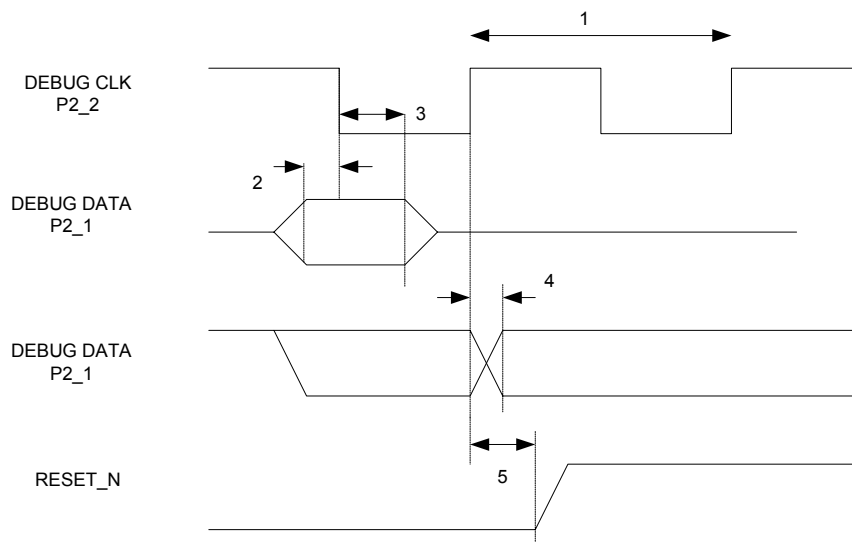 1
DEBUG CLK
P2_2
3
2
DEBUG DATA
P2_1
4
DEBUG DATA
P2_1
5
RESET_N